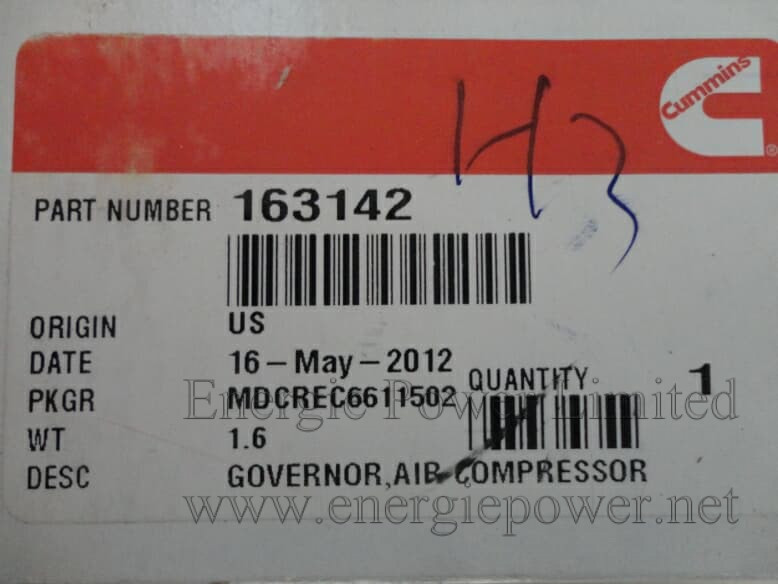 Cummins
®
H3
PART NUMBER 163142
ORIGIN US
DATE 16-May-2012
PKGR MDCREC6611502
QUANTITY 1
Energie Power Limited
WT 1.6
DESC GOVERNOR,AIR COMPRESSOR
www.energiepower.net